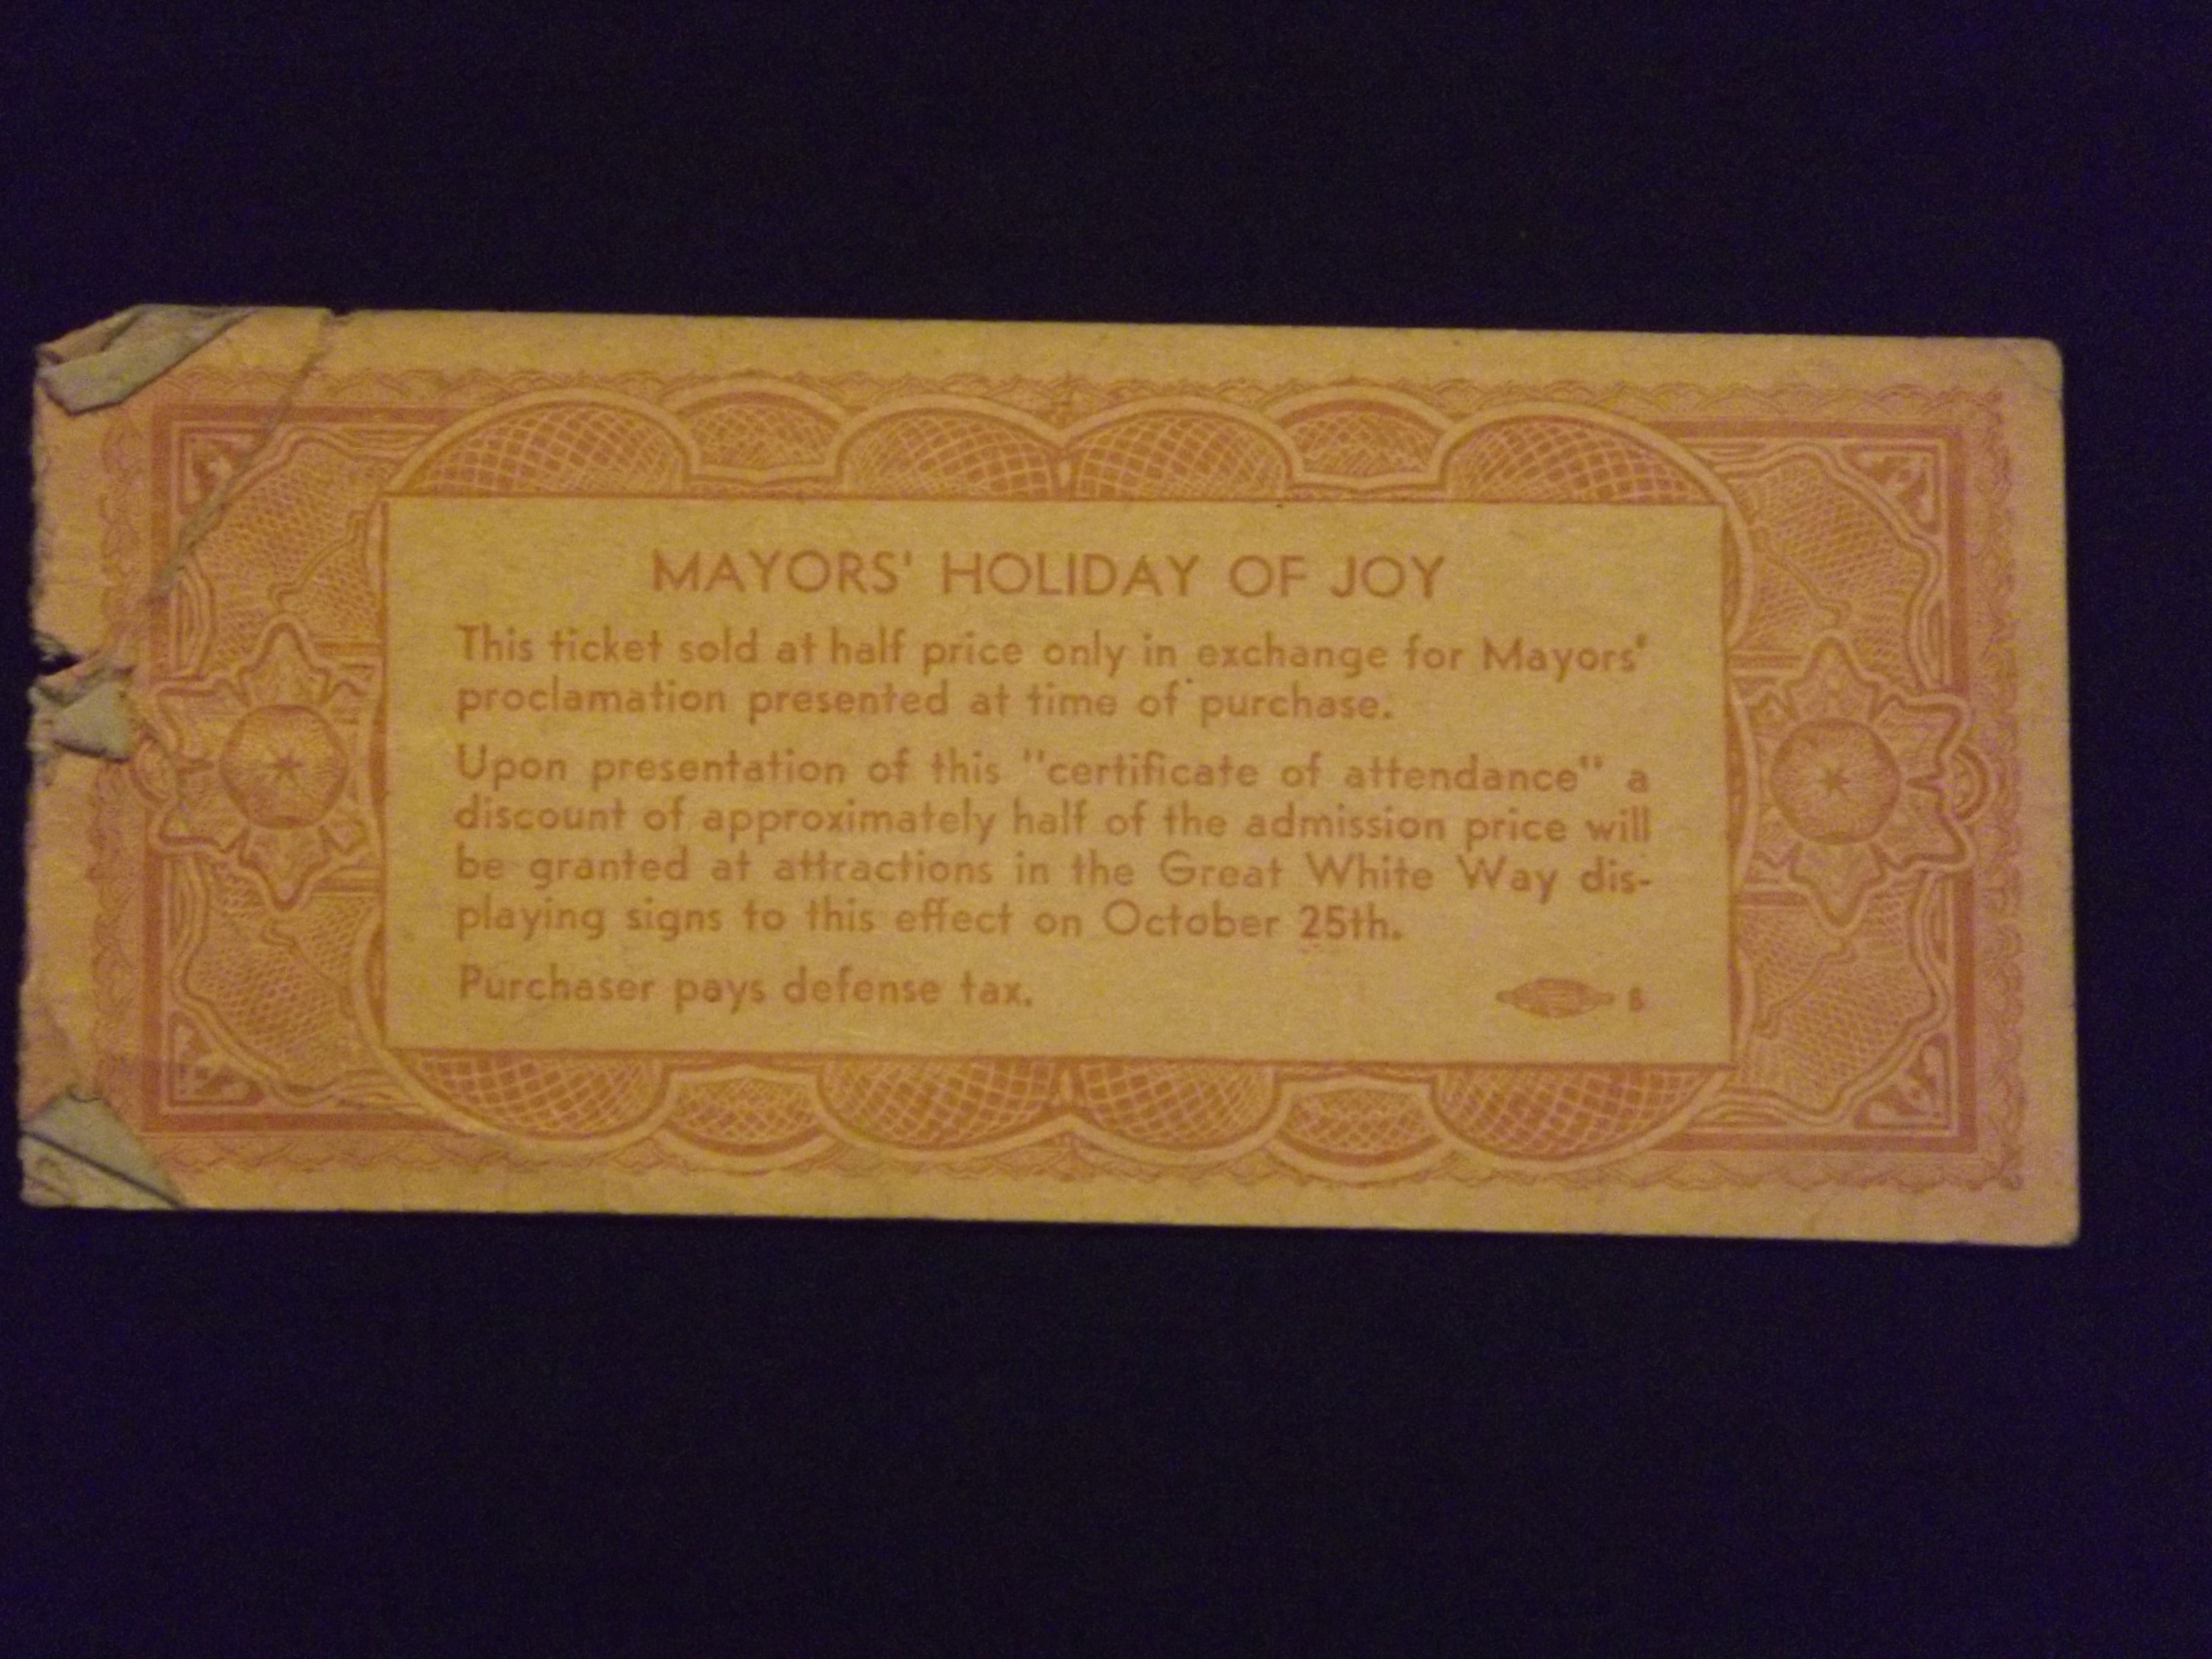 MAYORS' HOLIDAY OF JOY
This ticket sold at half price only in exchange for Mayors'
proclamation presented at time of purchase.
Upon presentation of this "certificate of attendance" a
discount of approximately half of the admission price will
be granted at attractions in the Great White Way dis-
playing signs to this effect on October 25th.
Purchaser pays defense tax.